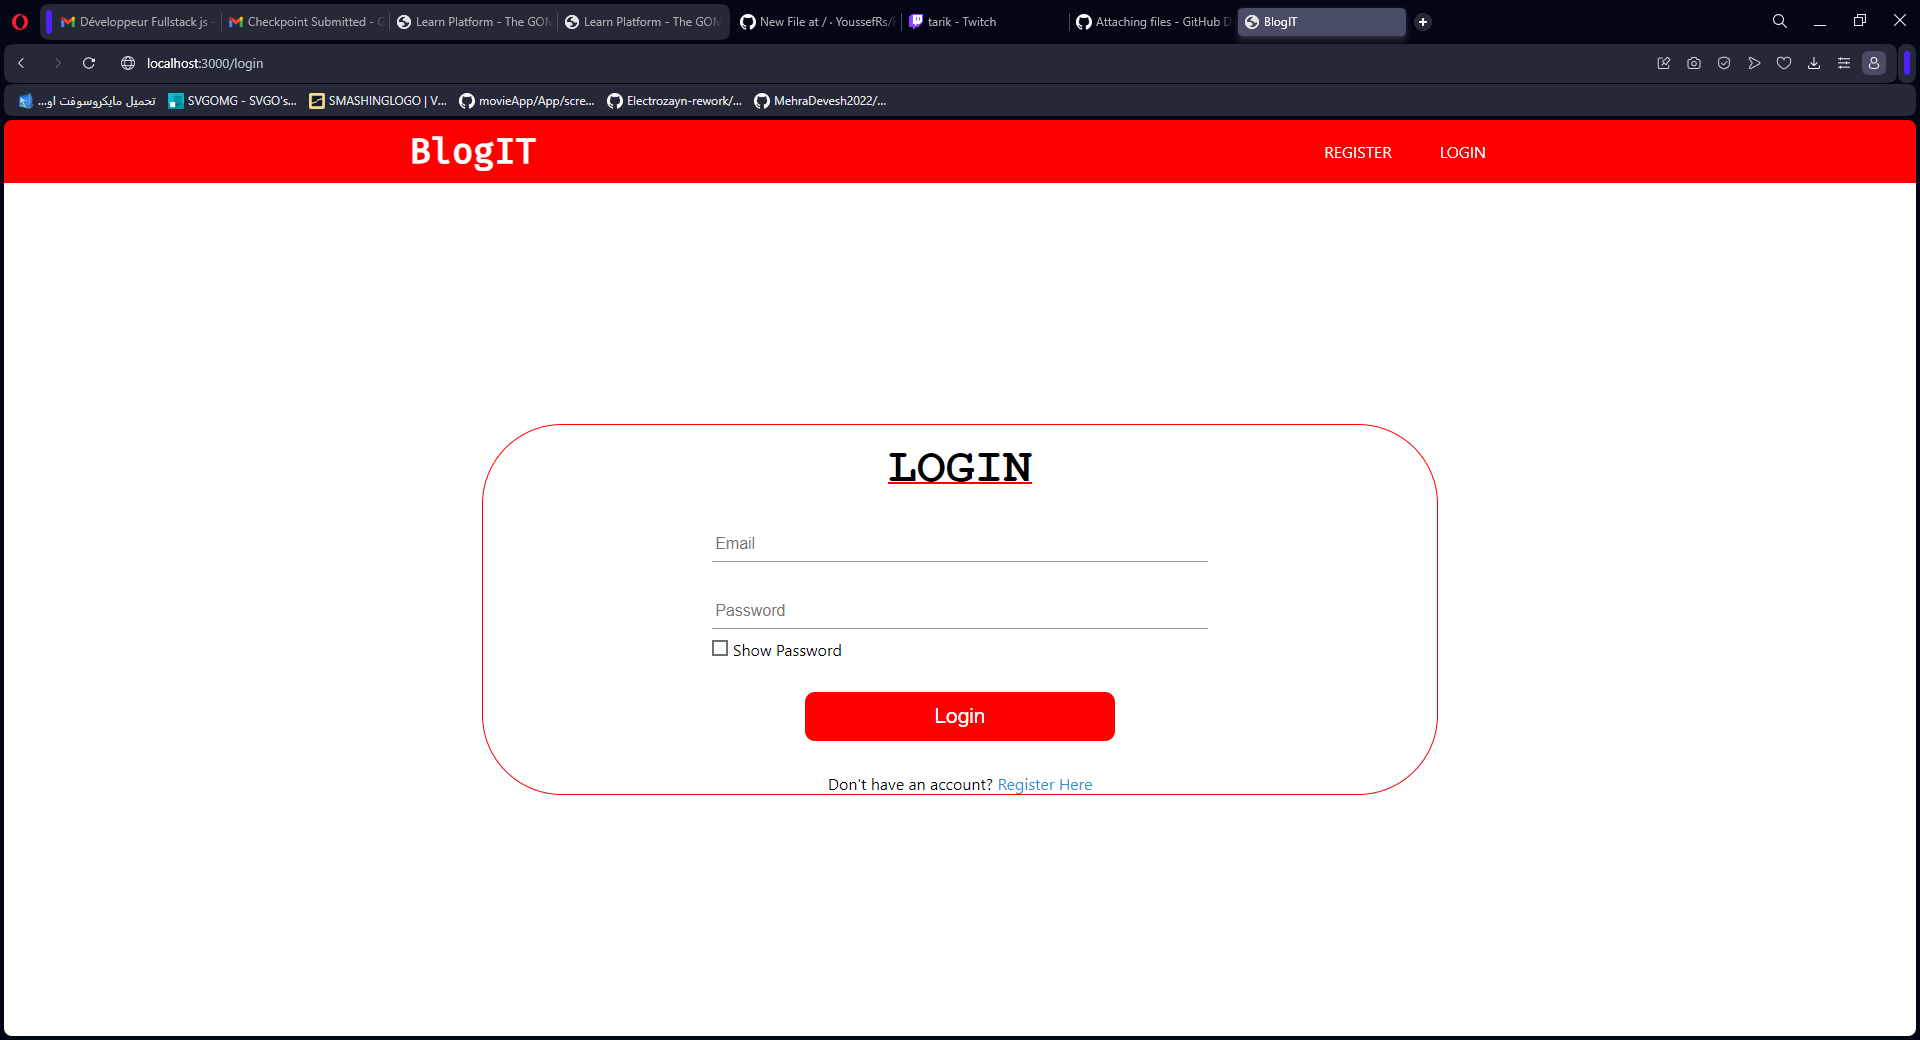 Développeur Fullstack js -
Checkpoint Submitted - G
Learn Platform - The GOM
Learn Platform - The GOM
New File at / · YoussefRs/
tarik - Twitch
Attaching files - GitHub D
BlogIT
localhost:3000/login
تحميل مايكروسوفت او...
SVGOMG - SVGO's...
SMASHINGLOGO | V...
movieApp/App/scre...
Electrozayn-rework/...
MehraDevesh2022/...
BlogIT
REGISTER
LOGIN
LOGIN
Email
Password
Show Password
Login
Don't have an account? Register Here